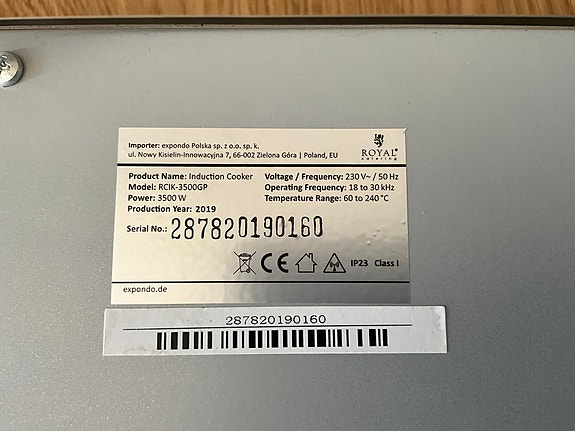 Importer: expondo Polska sp. z o.o. sp. k.
ul. Nowy Kisielin-Innowacyjna 7, 66-002 Zielona Góra | Poland, EU
ROYAL®
catering
Product Name: Induction Cooker
Model: RCIK-3500GP
Power: 3500 W
Production Year: 2019
Voltage / Frequency: 230 V~ / 50 Hz
Operating Frequency: 18 to 30 kHz
Temperature Range: 60 to 240 °C
Serial No.: 287820190160
CE IP23 Class I
expondo.de
287820190160